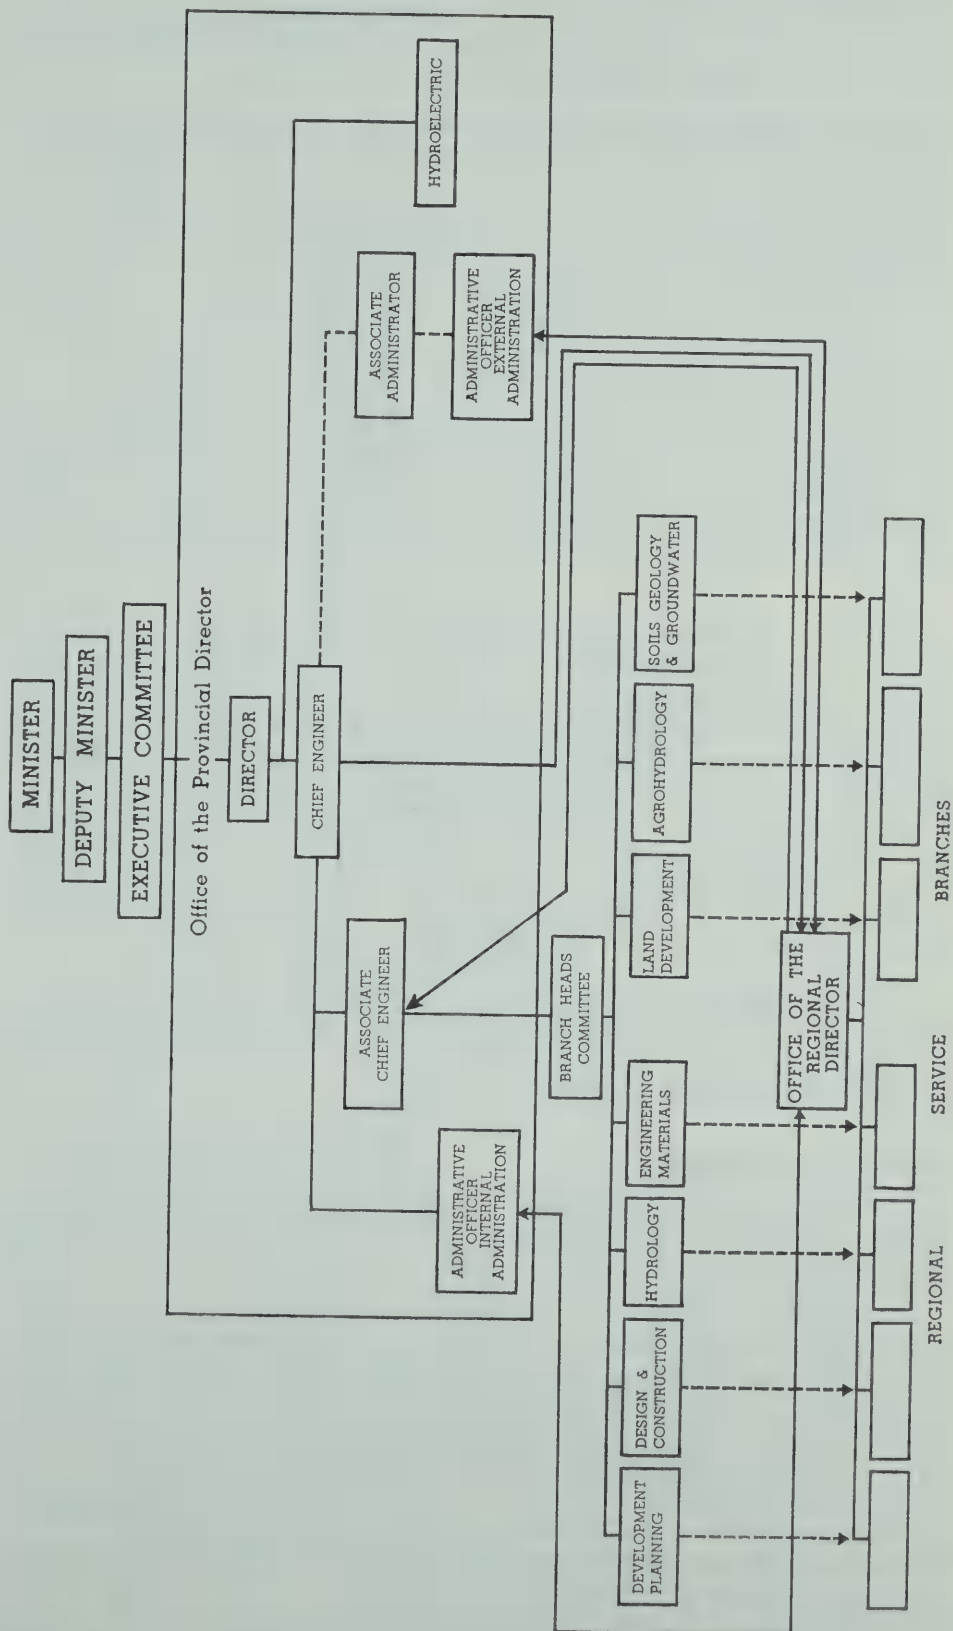 MINISTER
DEPUTY MINISTER
EXECUTIVE COMMITTEE
Office of the Provincial Director
DIRECTOR
CHIEF ENGINEER
HYDROELECTRIC
ASSOCIATE
ADMINISTRATOR
ADMINISTRATIVE
OFFICER
EXTERNAL
ADMINISTRATION
ASSOCIATE
CHIEF ENGINEER
ADMINISTRATIVE
OFFICER
INTERNAL
ADMINISTRATION
BRANCH HEADS
COMMITTEE
DEVELOPMENT
PLANNING
DESIGN &
CONSTRUCTION
HYDROLOGY
ENGINEERING
MATERIALS
LAND
DEVELOPMENT
AGROHYDROLOGY
SOILS GEOLOGY
& GROUNDWATER
OFFICE OF THE
REGIONAL
DIRECTOR
REGIONAL SERVICE BRANCHES